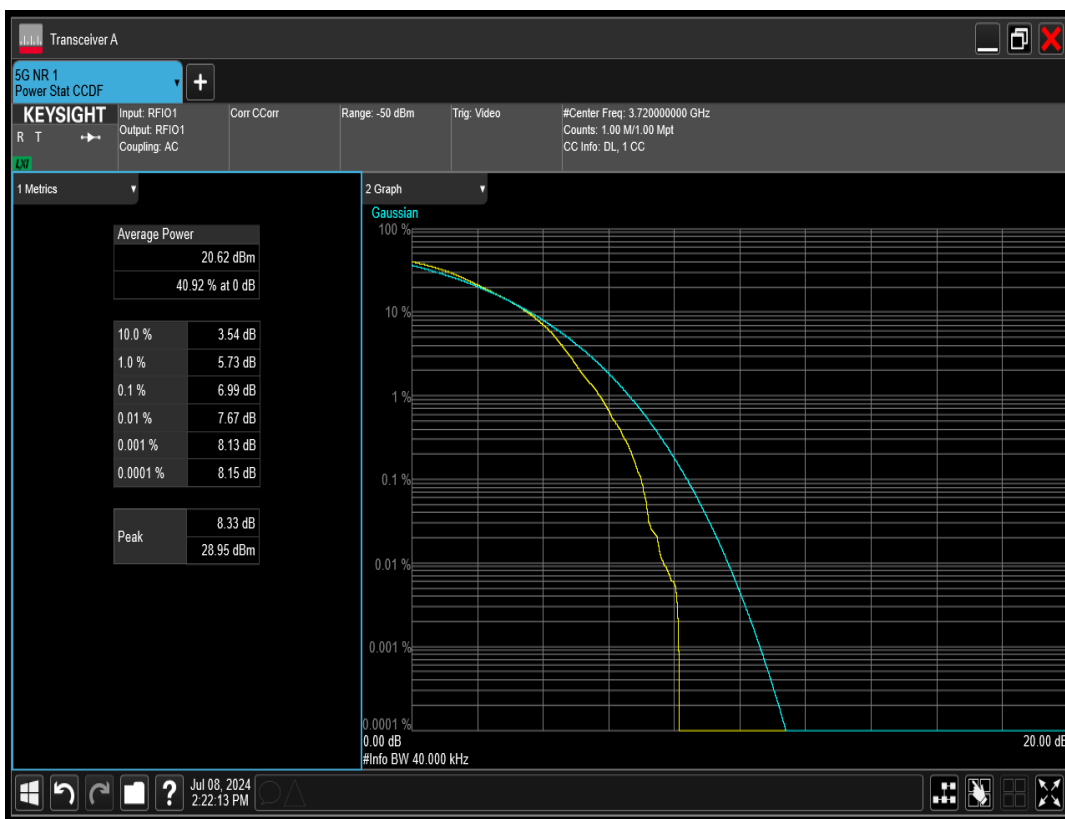 Transceiver A
5G NR 1
Power Stat CCDF
+
KEYSIGHT
R T
LXI
Input: RFIO1
Output: RFIO1
Coupling: AC
Corr CCorr
Range: -50 dBm
Trig: Video
#Center Freq: 3.720000000 GHz
Counts: 1.00 M/1.00 Mpt
CC Info: DL, 1 CC
1 Metrics
Average Power
20.62 dBm
40.92 % at 0 dB
10.0 % 3.54 dB
1.0 % 5.73 dB
0.1 % 6.99 dB
0.01 % 7.67 dB
0.001 % 8.13 dB
0.0001 % 8.15 dB
Peak
8.33 dB
28.95 dBm
2 Graph
Gaussian
100 %
10 %
1 %
0.1 %
0.01 %
0.001 %
0.0001 %
0.00 dB
20.00 dB
#Info BW 40.000 kHz
?
Jul 08, 2024
2:22:13 PM